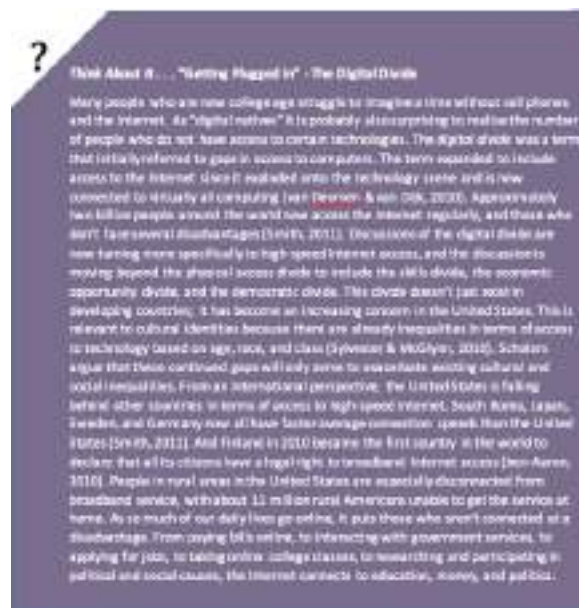 ?
Think About It . . . "Getting Plugged in" - The Digital Divide
Many people who are now college age struggle to imagine a time without cell phones
and the Internet. As "digital natives" it is probably also surprising to realize the number
of people who do not have access to certain technologies. The digital divide was a term
that initially referred to gaps in access to computers. The term expanded to include
access to the Internet since it exploded onto the technology scene and is now
connected to virtually all computing (van & van Dijk, 2010). Approximately
two billion people around the world now access the Internet regularly, and those who
don't face several disadvantages (Smith, 2011). Discussions of the digital divide are
now turning more specifically to high-speed Internet access, and the discussion is
moving beyond the physical access divide to include the skills divide, the economic
opportunity divide, and the democratic divide. This divide doesn't just exist in
developing countries; it has become an increasing concern in the United States. This is
relevant to cultural identities because there are already inequalities in terms of access
to technology based on age, race, and class (Sylvester & McGlynn, 2010). Scholars
argue that these continued gaps will only serve to exacerbate existing cultural and
social inequalities. From an international perspective, the United States is falling
behind other countries in terms of access to high-speed Internet. South Korea, Japan,
Sweden, and Germany now all have faster average connection speeds than the United
States (Smith, 2011). And Finland in 2010 became the first country in the world to
declare that all its citizens have a legal right to broadband Internet access (ben-Aaron,
2010). People in rural areas in the United States are especially disconnected from
broadband service, with about 11 million rural Americans unable to get the service at
home. As so much of our daily lives go online, it puts those who aren't connected at a
disadvantage. From paying bills online, to interacting with government services, to
applying for jobs, to taking online college classes, to researching and participating in
political and social causes, the Internet connects to education, money, and politics.